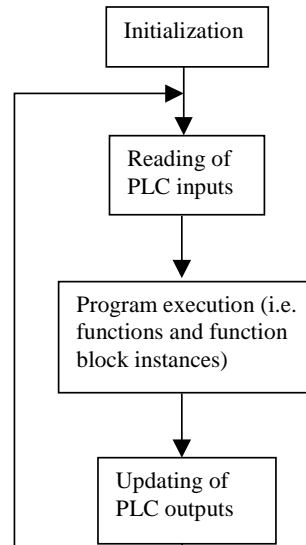 Initialization
Reading of
PLC inputs
Program execution (i.e.
functions and function
block instances)
Updating of
PLC outputs